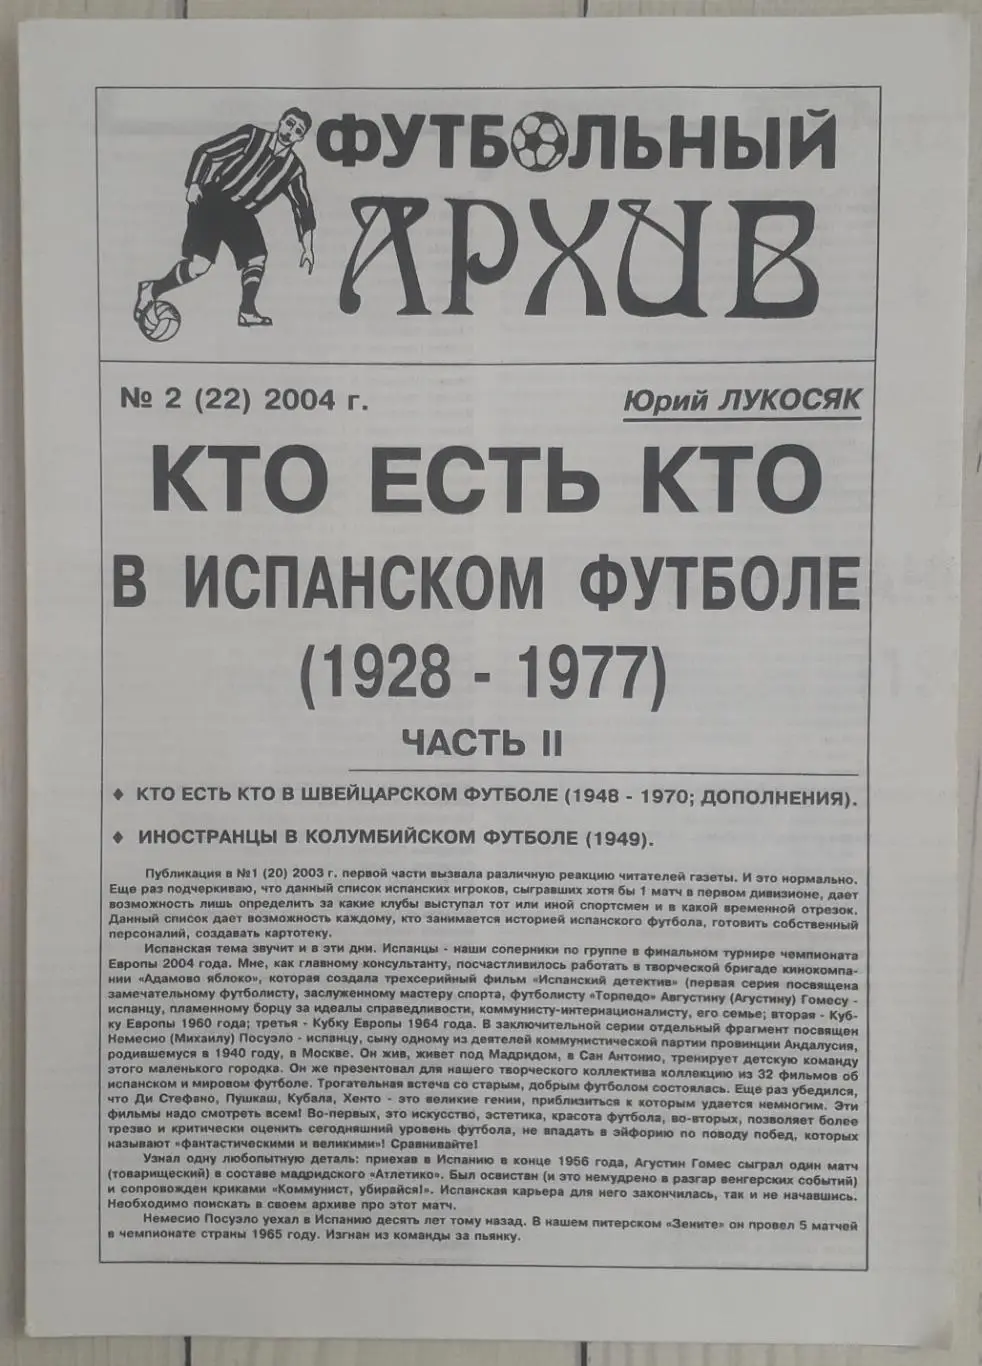 ФУТБОЛЬНЫЙ
АРХИВ
№ 2 (22) 2004 г.
Юрий ЛУКОСЯК
КТО ЕСТЬ КТО
В ИСПАНСКОМ ФУТБОЛЕ
(1928 - 1977)
ЧАСТЬ II
♦ КТО ЕСТЬ КТО В ШВЕЙЦАРСКОМ ФУТБОЛЕ (1948 - 1970; ДОПОЛНЕНИЯ).
♦ ИНОСТРАНЦЫ В КОЛУМБИЙСКОМ ФУТБОЛЕ (1949).
Публикация в №1 (20) 2003 г. первой части вызвала различную реакцию читателей газеты. И это нормально.
Еще раз подчеркиваю, что данный список испанских игроков, сыгравших хотя бы 1 матч в первом дивизионе, дает
возможность лишь определить за какие клубы выступал тот или иной спортсмен и в какой временной отрезок.
Данный список дает возможность каждому, кто занимается историей испанского футбола, готовить собственный
персоналий, создавать картотеку.
Испанская тема звучит и в эти дни. Испанцы - наши соперники по группе в финальном турнире чемпионата
Европы 2004 года. Мне, как главному консультанту, посчастливилось работать в творческой бригаде кинокомпа-
нии «Адамово яблоко», которая создала трехсерийный фильм «Испанский детектив» (первая серия посвящена
замечательному футболисту, заслуженному мастеру спорта, футболисту «Торпедо» Августину (Агустину) Гомесу -
испанцу, пламенному борцу за идеалы справедливости, коммунисту-интернационалисту, его семье; вторая - Куб-
ку Европы 1960 года; третья - Кубку Европы 1964 года. В заключительной серии отдельный фрагмент посвящен
Немесио (Михаилу) Посуэло - испанцу, сыну одному из деятелей коммунистической партии провинции Андалусия,
родившемуся в 1940 году, в Москве. Он жив, живет под Мадридом, в Сан Антонио, тренирует детскую команду
этого маленького городка. Он же презентовал для нашего творческого коллектива коллекцию из 32 фильмов об
испанском и мировом футболе. Трогательная встеча со старым, добрым футболом состоялась. Еще раз убедился,
что Ди Стефано, Пушкаш, Кубала, Хенто - это великие гении, приблизиться к которым удается немногим. Эти
фильмы надо смотреть всем! Во-первых, это искусство, эстетика, красота футбола, во-вторых, позволяет более
трезво и критически оценить сегодняшний уровень футбола, не впадать в эйфорию по поводу побед, которых
называют «фантастическими и великими»! Сравнивайте!
Узнал одну любопытную деталь: приехав в Испанию в конце 1956 года, Агустин Гомес сыграл один матч
(товарищеский) в составе мадридского «Атлетико». Был освистан (и это немудрено в разгар венгерских событий)
и сопровожден криками «Коммунист, убирайся!». Испанская карьера для него закончилась, так и не начавшись.
Необходимо поискать в своем архиве про этот матч.
Немесио Посуэло уехал в Испанию десять лет тому назад. В нашем питерском «Зените» он провел 5 матчей
в чемпионате страны 1965 году. Изгнан из команды за пьянку.